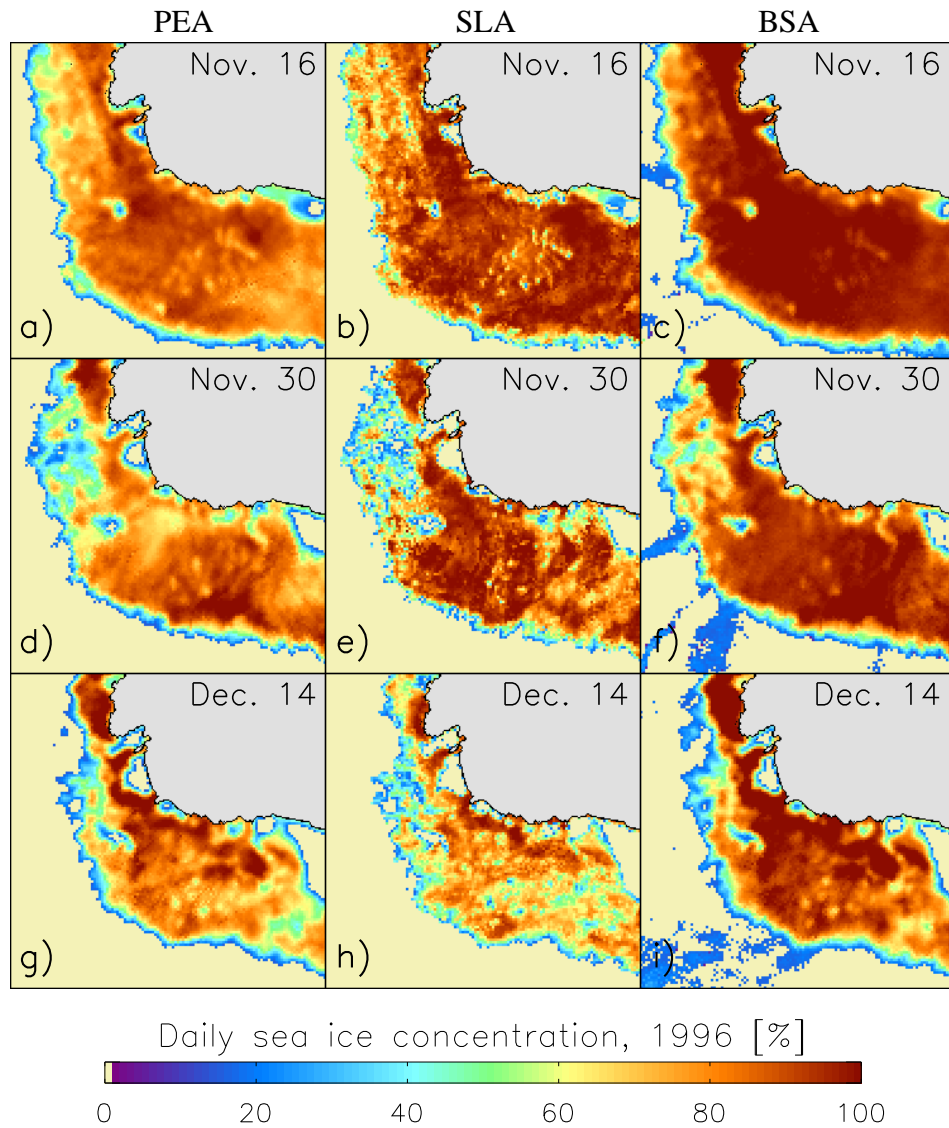 PEA SLA BSA
Nov. 16 Nov. 16 Nov. 16
a) b) c)
Nov. 30 Nov. 30 Nov. 30
d) e) f)
Dec. 14 Dec. 14 Dec. 14
g) h) i)
Daily sea ice concentration, 1996 [%]
0 20 40 60 80 100